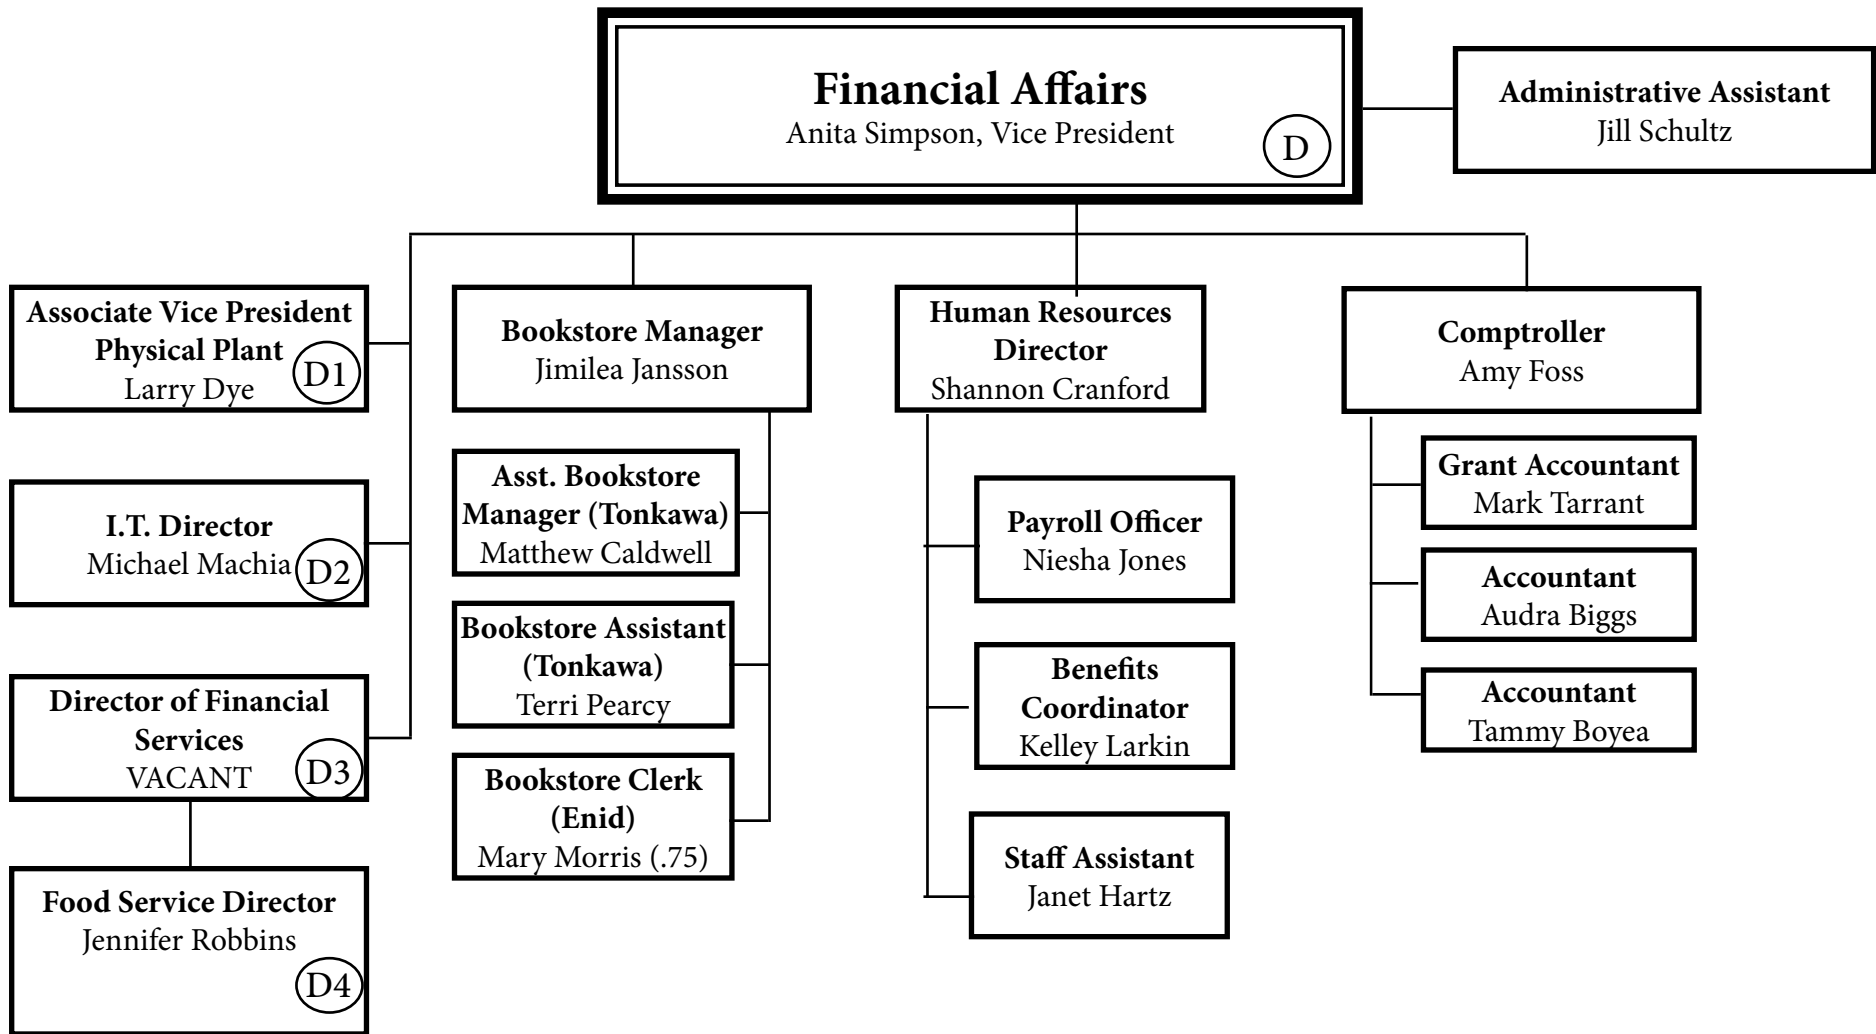 Financial Affairs
Anita Simpson, Vice President
D
Administrative Assistant
Jill Schultz
Associate Vice President
Physical Plant
Larry Dye
D1
I.T. Director
Michael Machia
D2
Director of Financial
Services
VACANT
D3
Food Service Director
Jennifer Robbins
D4
Bookstore Manager
Jimilea Jansson
Asst. Bookstore
Manager (Tonkawa)
Matthew Caldwell
Bookstore Assistant
(Tonkawa)
Terri Pearcy
Bookstore Clerk
(Enid)
Mary Morris (.75)
Human Resources
Director
Shannon Cranford
Payroll Officer
Niesha Jones
Benefits
Coordinator
Kelley Larkin
Staff Assistant
Janet Hartz
Comptroller
Amy Foss
Grant Accountant
Mark Tarrant
Accountant
Audra Biggs
Accountant
Tammy Boyea